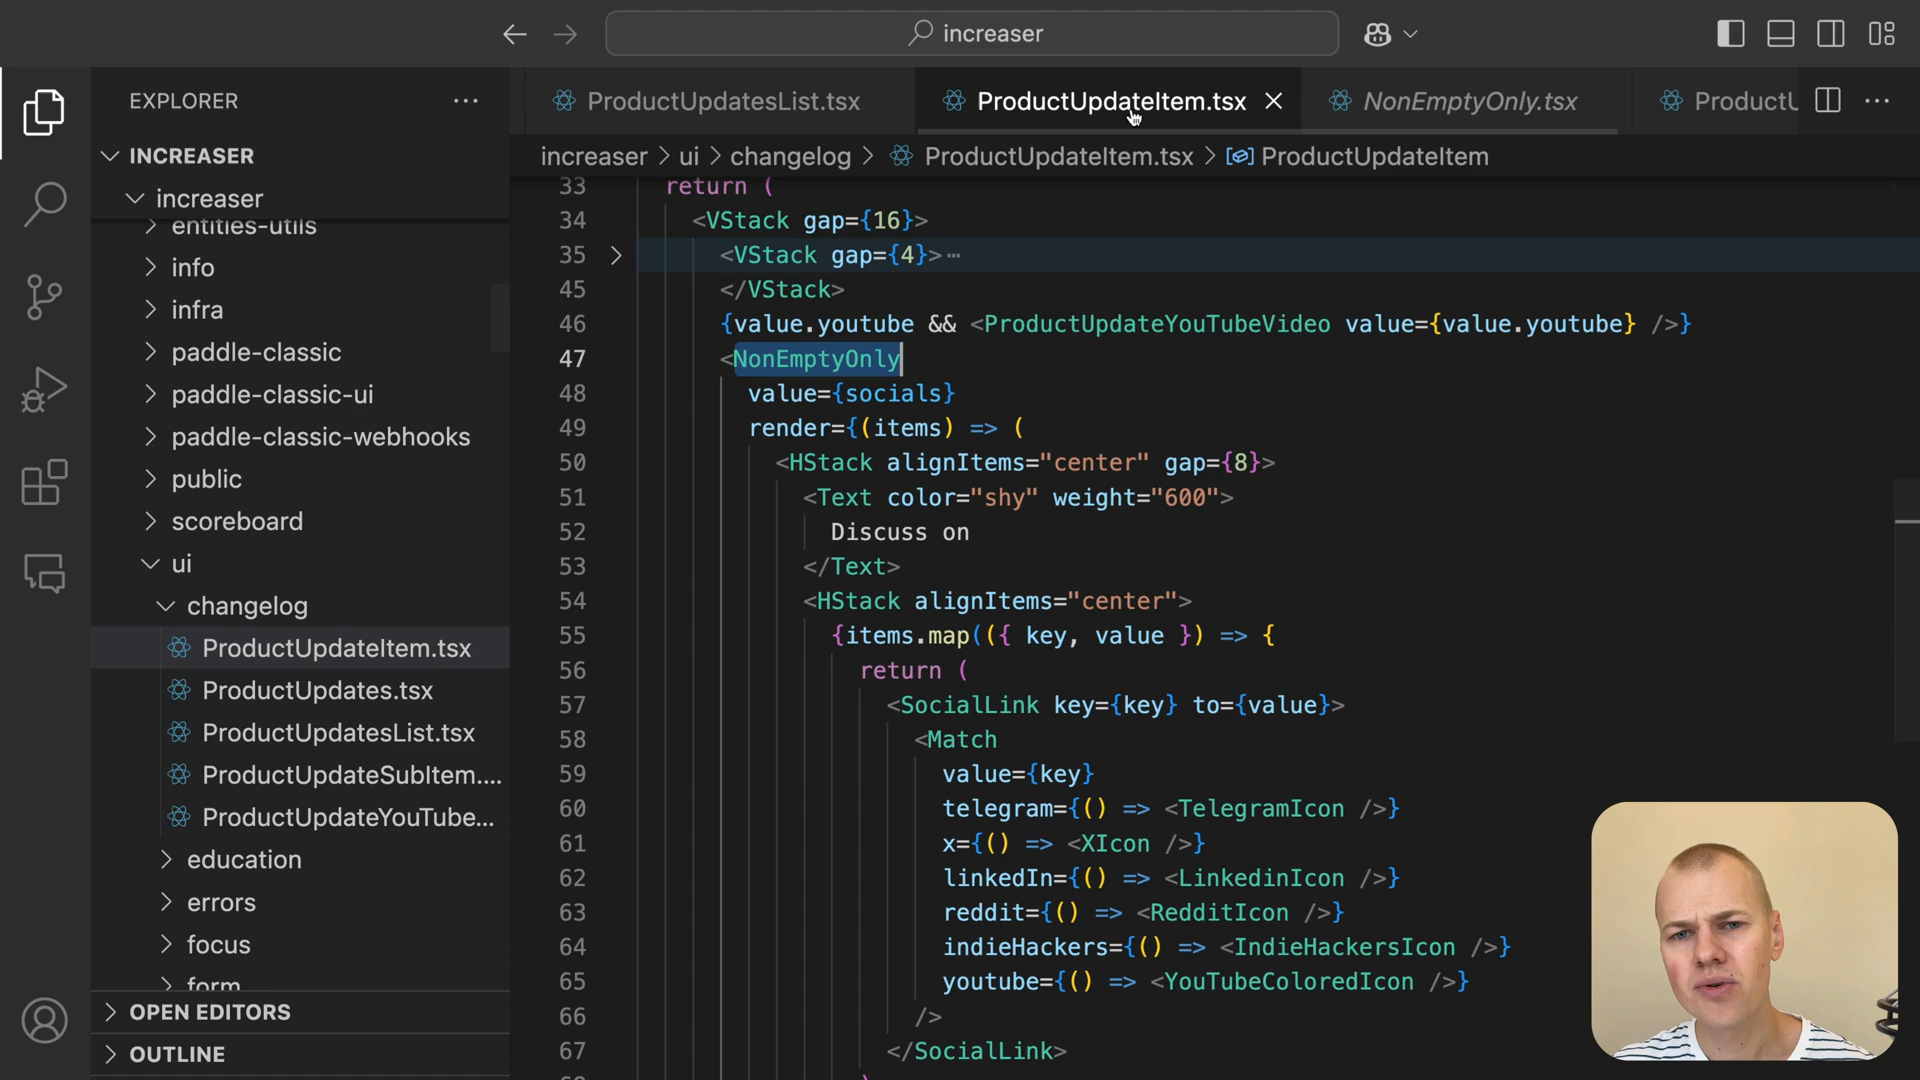 increaser
EXPLORER
INCREASER
increaser
entities-utils
info
infra
paddle-classic
paddle-classic-ui
paddle-classic-webhooks
public
scoreboard
ui
changelog
ProductUpdateItem.tsx
ProductUpdates.tsx
ProductUpdatesList.tsx
ProductUpdateSubItem....
ProductUpdateYouTube...
education
errors
focus
form
OPEN EDITORS
OUTLINE
ProductUpdatesList.tsx
ProductUpdateItem.tsx
NonEmptyOnly.tsx
ProductU
increaser > ui > changelog > ProductUpdateItem.tsx > ProductUpdateItem
33 return (
34 <VStack gap={16}>
35 <VStack gap={4}>⋯
45 </VStack>
46 {value.youtube && <ProductUpdateYouTubeVideo value={value.youtube} />}
47 <NonEmptyOnly
48 value={socials}
49 render={(items) => (
50 <HStack alignItems="center" gap={8}>
51 <Text color="shy" weight="600">
52 Discuss on
53 </Text>
54 <HStack alignItems="center">
55 {items.map(({ key, value }) => {
56 return (
57 <SocialLink key={key} to={value}>
58 <Match
59 value={key}
60 telegram={() => <TelegramIcon />}
61 x={() => <XIcon />}
62 linkedIn={() => <LinkedinIcon />}
63 reddit={() => <RedditIcon />}
64 indieHackers={() => <IndieHackersIcon />}
65 youtube={() => <YouTubeColoredIcon />}
66 />
67 </SocialLink>
68 )